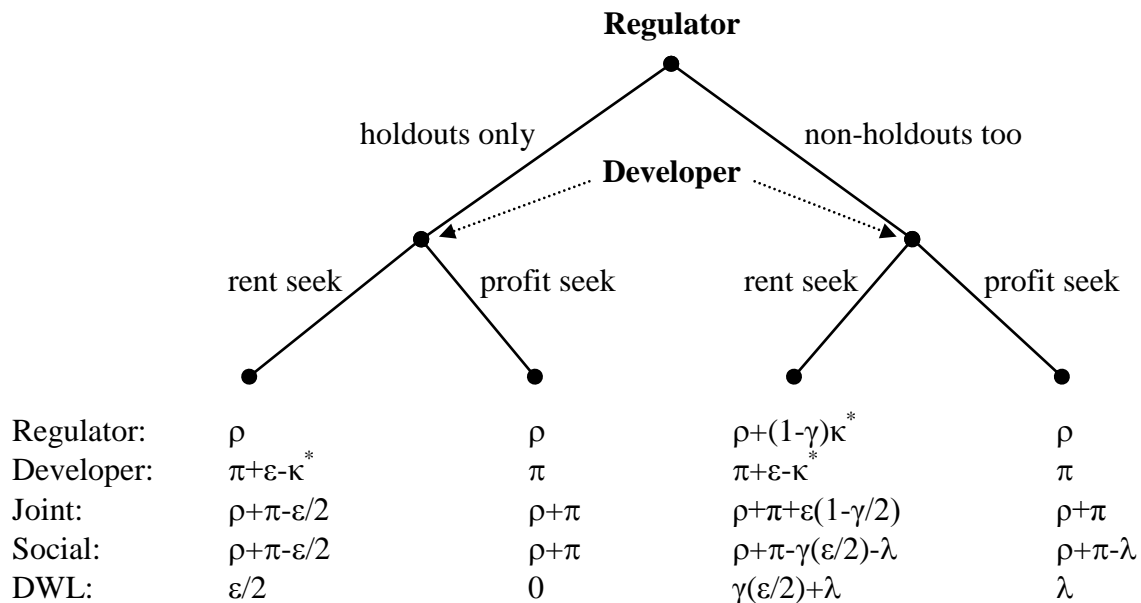 Regulator
holdouts only non-holdouts too
Developer
rent seek profit seek rent seek profit seek
Regulator: ρ ρ ρ+(1-γ)κ* ρ
Developer: π+ε-κ* π π+ε-κ* π
Joint: ρ+π-ε/2 ρ+π ρ+π+ε(1-γ/2) ρ+π
Social: ρ+π-ε/2 ρ+π ρ+π-γ(ε/2)-λ ρ+π-λ
DWL: ε/2 0 γ(ε/2)+λ λ